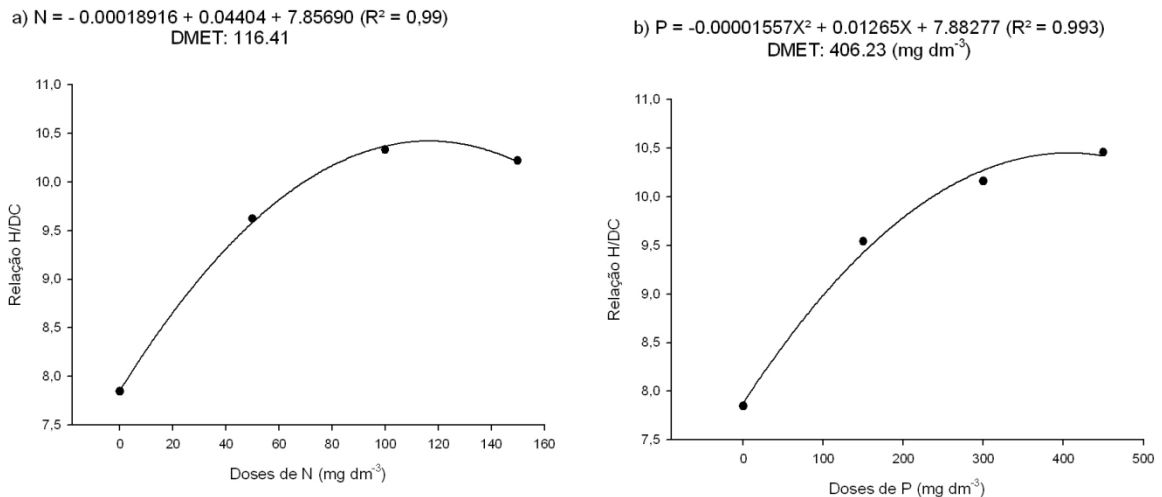 a) N = - 0.00018916 + 0.04404 + 7.85690 (R² = 0,99)
DMET: 116.41
11,0
10,5
10,0
9,5
9,0
8,5
8,0
7,5
Relação H/DC
0 20 40 60 80 100 120 140 160
Doses de N (mg dm⁻³)
b) P = -0.00001557X² + 0.01265X + 7.88277 (R² = 0.993)
DMET: 406.23 (mg dm⁻³)
11,0
10,5
10,0
9,5
9,0
8,5
8,0
7,5
Relação H/DC
0 100 200 300 400 500
Doses de P (mg dm⁻³)